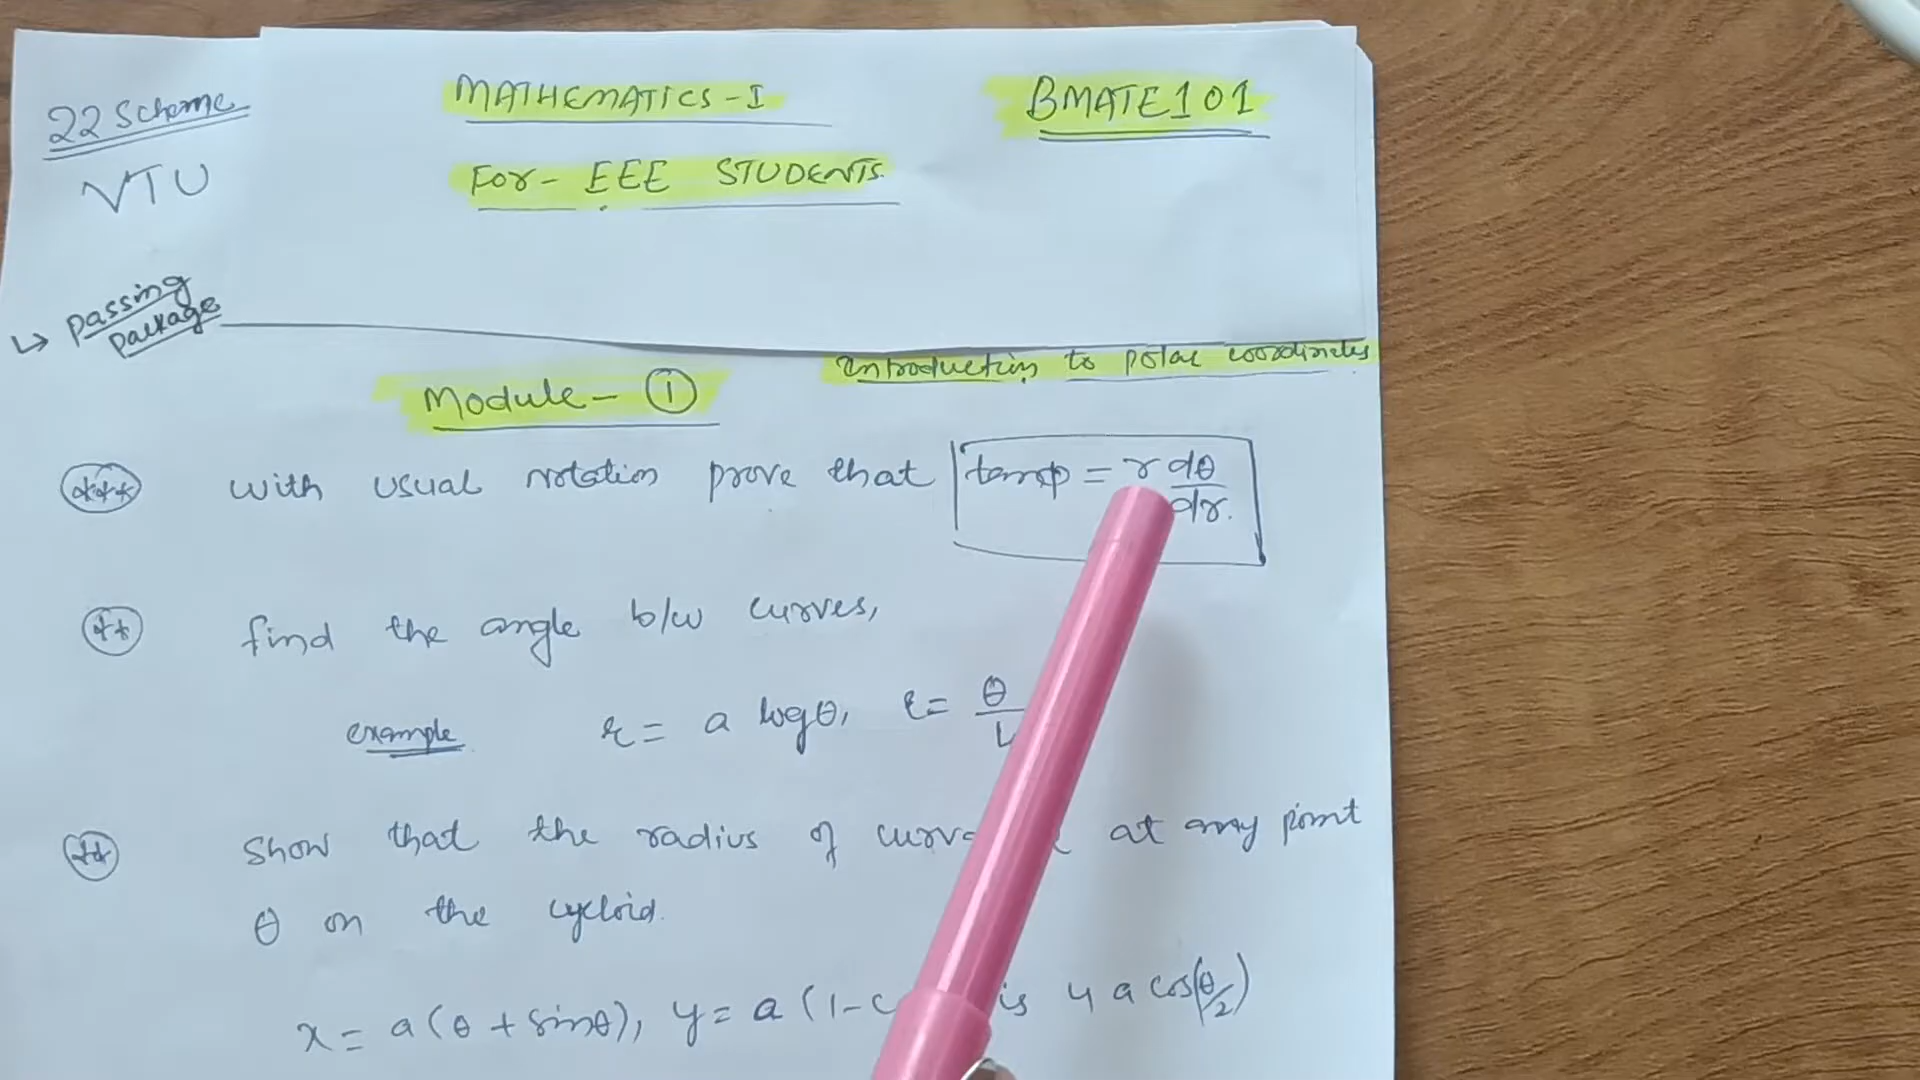 22 Scheme
VTU
MATHEMATICS-I
BMATE101
FOR- EEE STUDENTS
↳ passing package
Module- ①
Introduction to polar coordinates
*** with usual notation prove that tanφ = r dθ/dr.
** find the angle b/w curves,
example r = a logθ, r = θ/
** Show that the radius of at any point
θ on the cycloid.
x = a(θ + sinθ), y = a(1- is 4 a cos(θ/2)